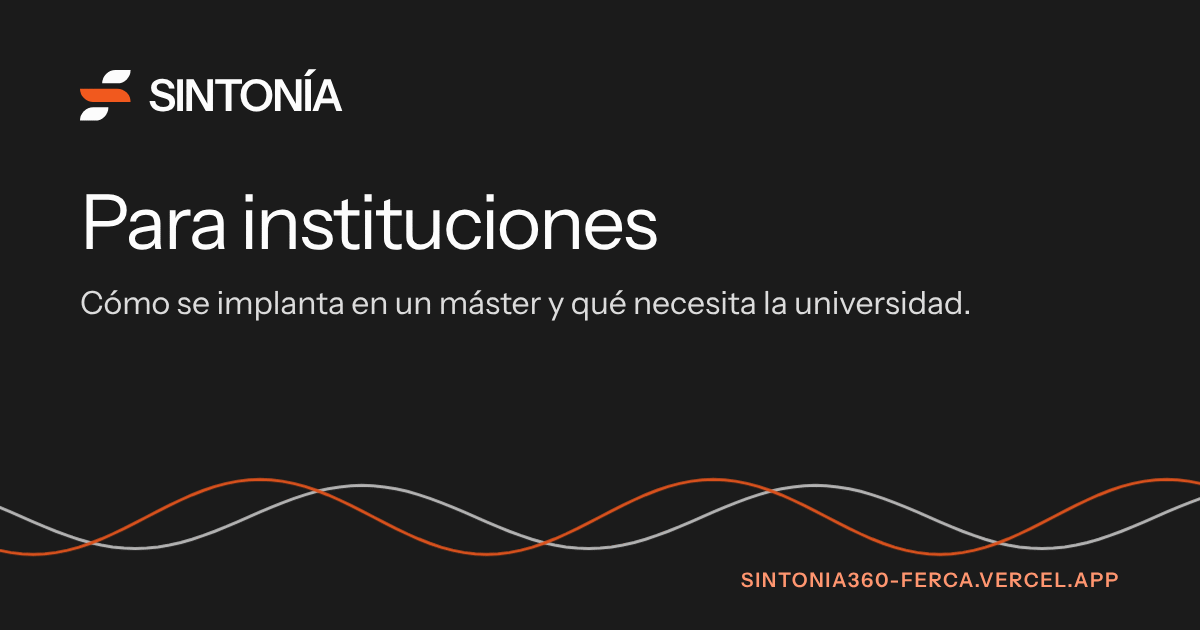 SINTONÍA
Para instituciones
Cómo se implanta en un máster y qué necesita la universidad.
SINTONIA360-FERCA.VERCEL.APP